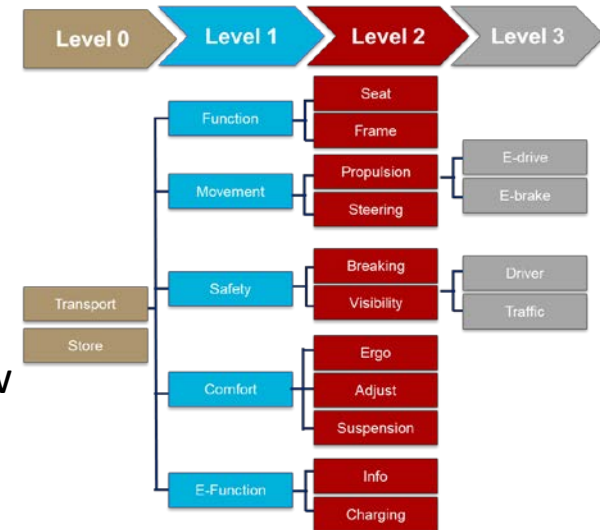 Level 0
Level 1
Level 2
Level 3
Function
Seat
Frame
Movement
Propulsion
Steering
E-drive
E-brake
Transport
Store
Safety
Breaking
Visibility
Driver
Traffic
Comfort
Ergo
Adjust
Suspension
E-Function
Info
Charging